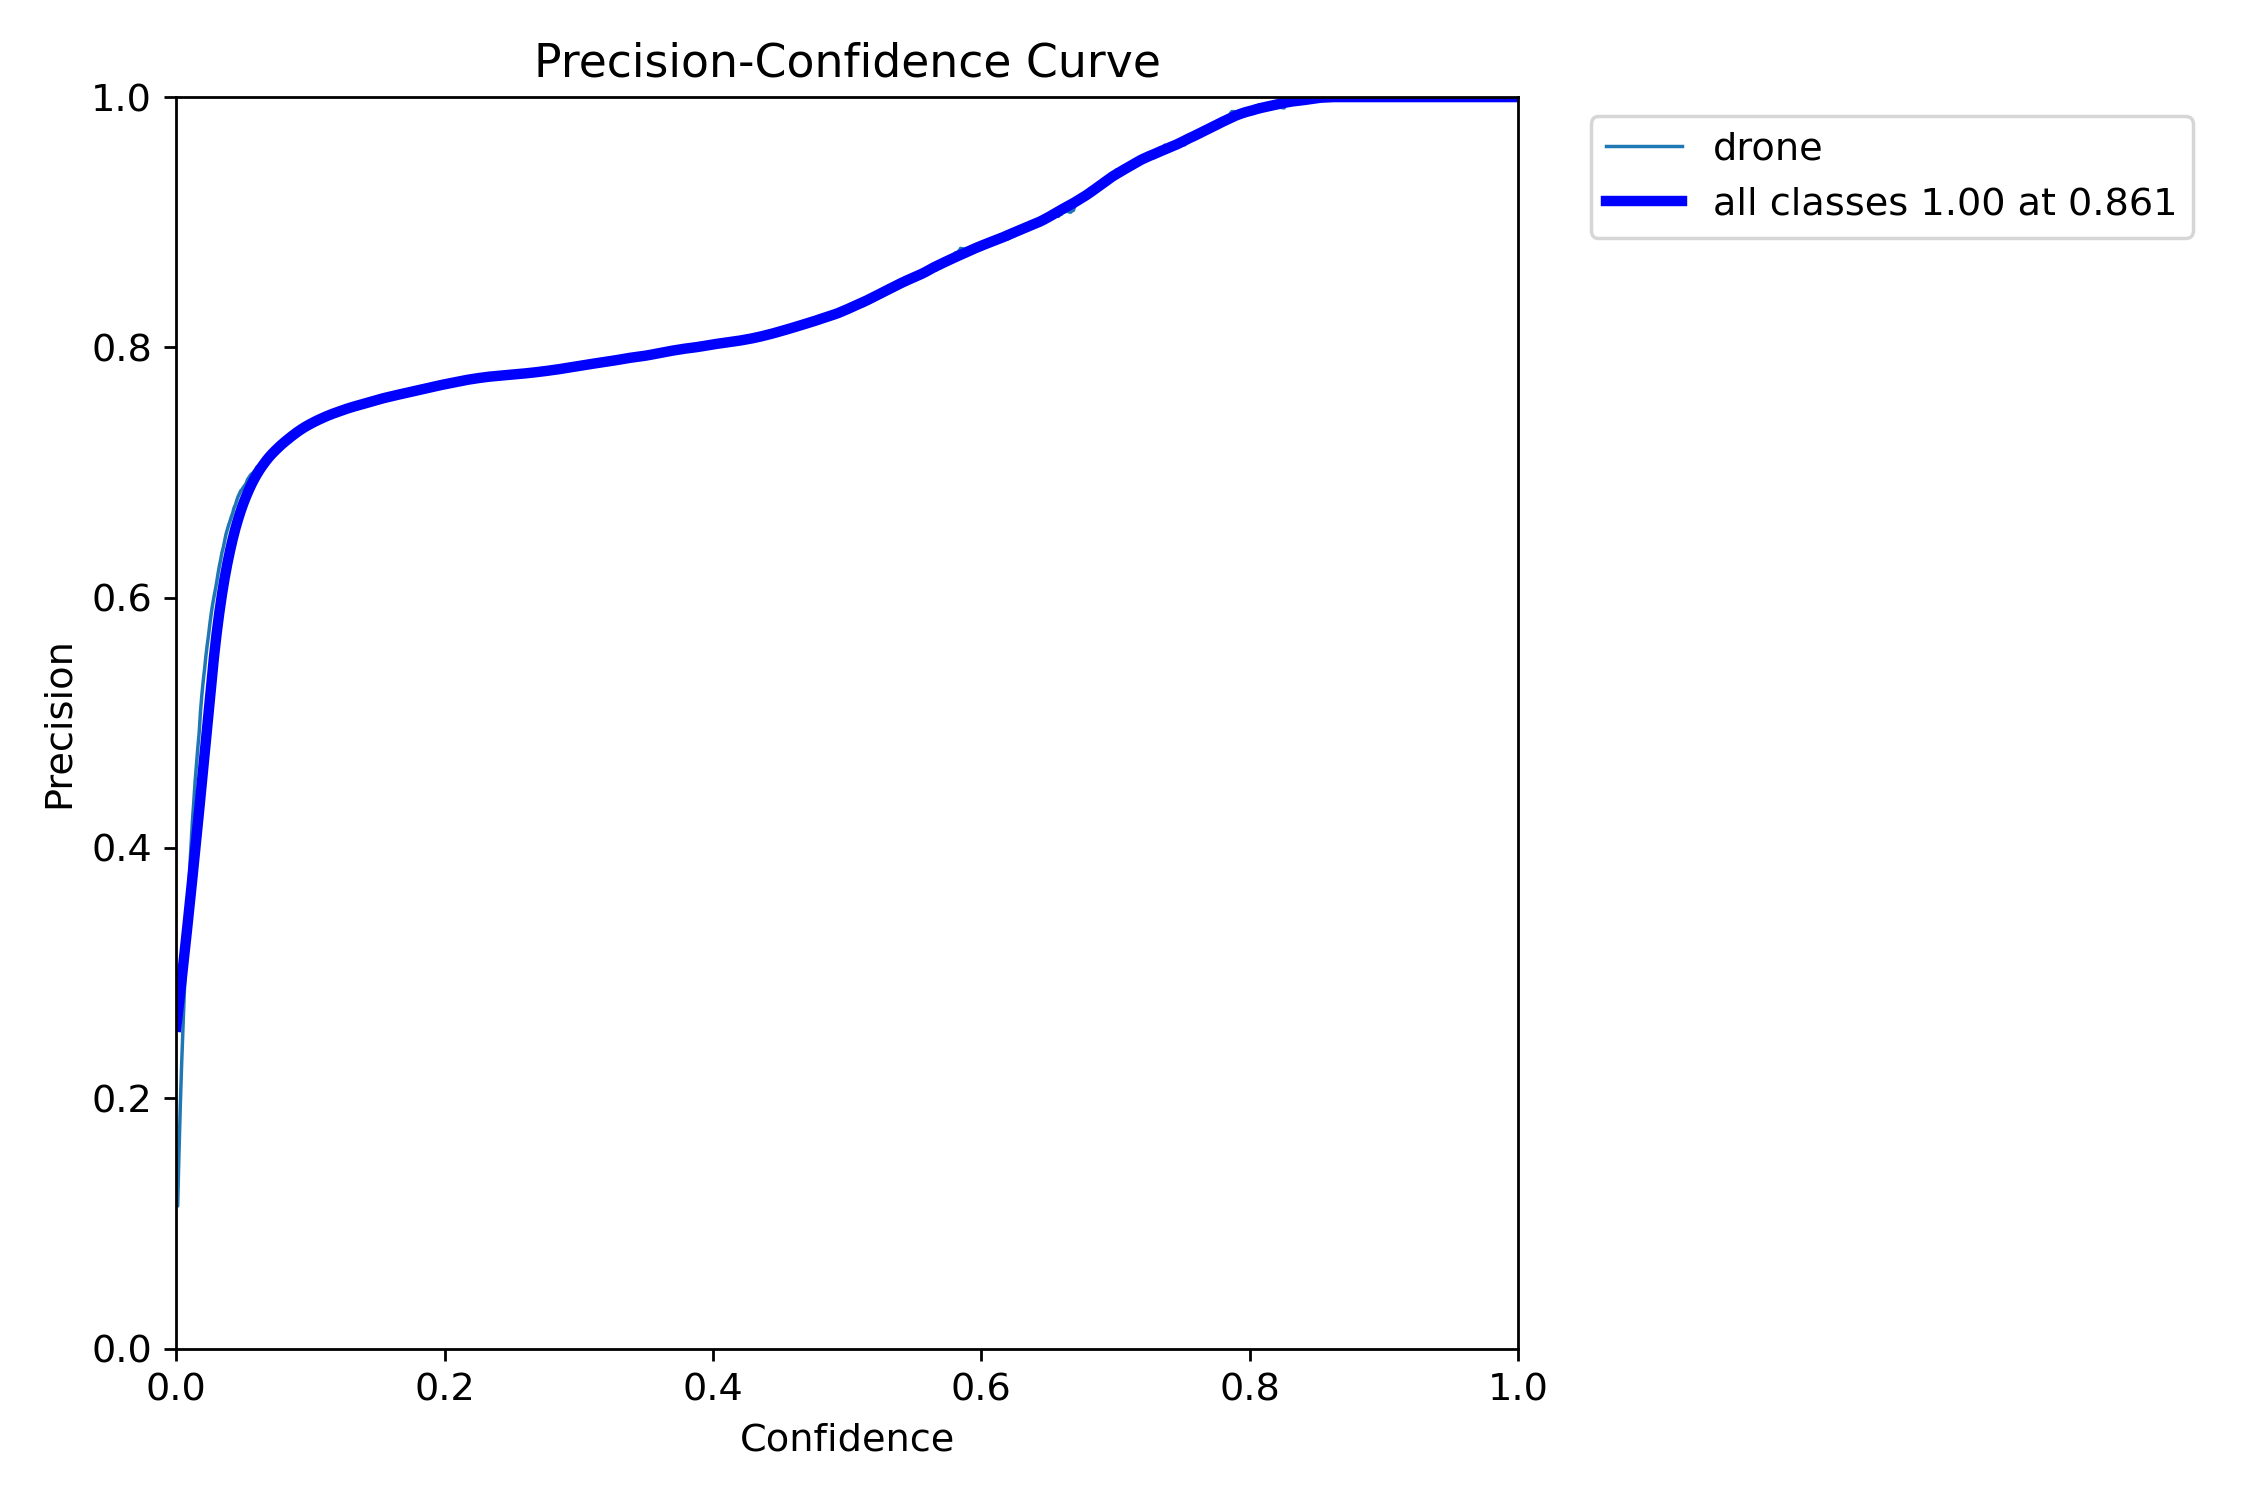 Precision-Confidence Curve
1.0
0.8
0.6
0.4
0.2
0.0
Precision
0.0 0.2 0.4 0.6 0.8 1.0
Confidence
drone
all classes 1.00 at 0.861